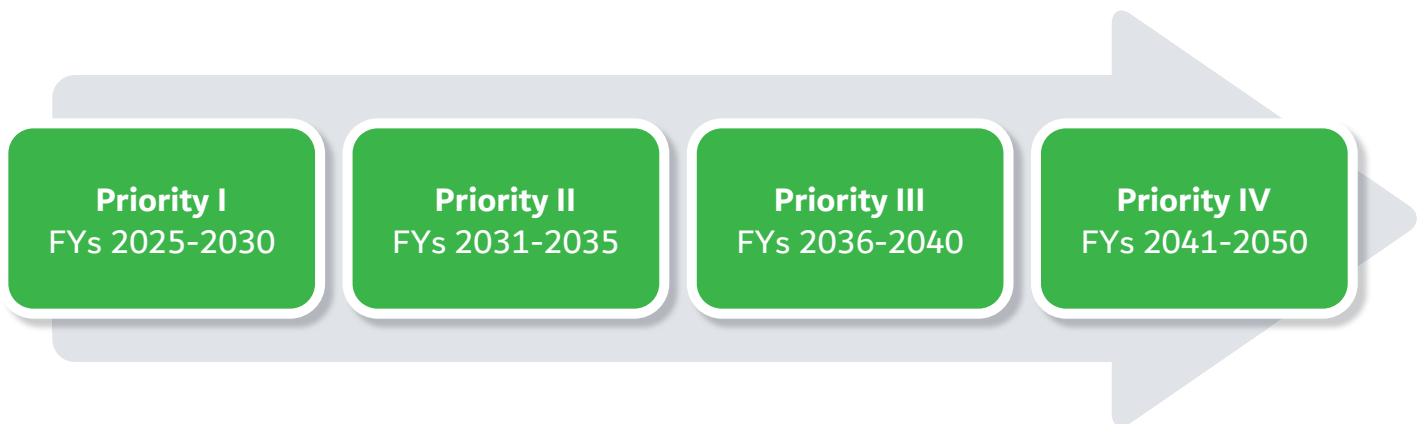 Priority I
FYs 2025-2030
Priority II
FYs 2031-2035
Priority III
FYs 2036-2040
Priority IV
FYs 2041-2050